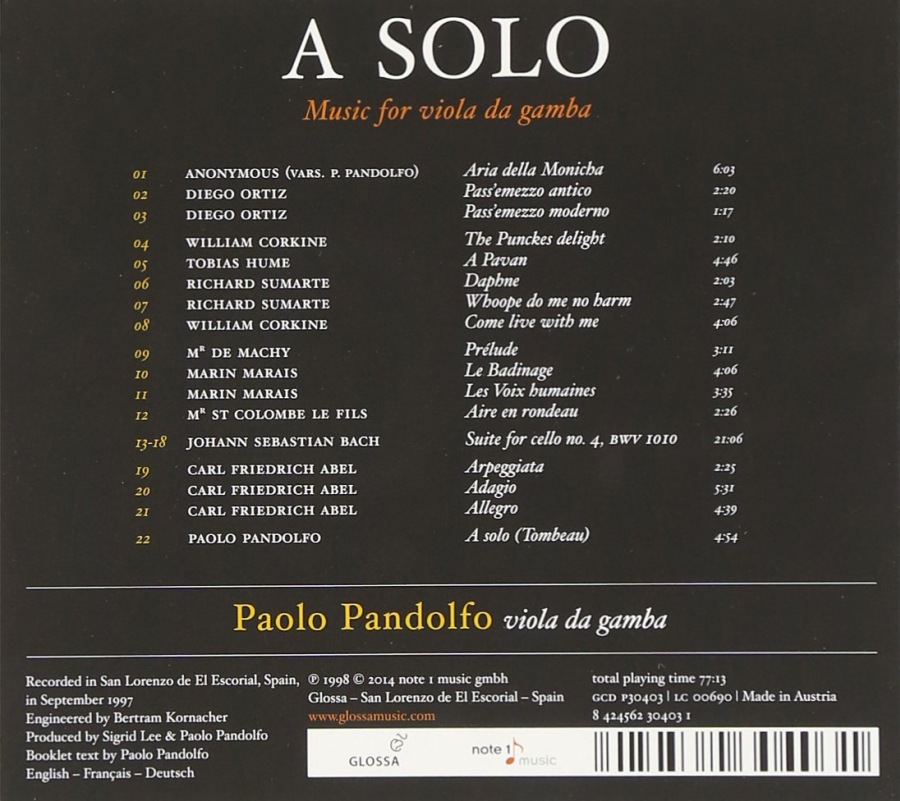 A SOLO
Music for viola da gamba
01 ANONYMOUS (VARS. P. PANDOLFO) Aria della Monicha 6:03
02 DIEGO ORTIZ Pass'emezzo antico 2:20
03 DIEGO ORTIZ Pass'emezzo moderno 1:17
04 WILLIAM CORKINE The Punckes delight 2:10
05 TOBIAS HUME A Pavan 4:46
06 RICHARD SUMARTE Daphne 2:03
07 RICHARD SUMARTE Whoope do me no harm 2:47
08 WILLIAM CORKINE Come live with me 4:06
09 Mᴿ DE MACHY Prélude 3:11
10 MARIN MARAIS Le Badinage 4:06
11 MARIN MARAIS Les Voix humaines 3:35
12 Mᴿ ST COLOMBE LE FILS Aire en rondeau 2:26
13-18 JOHANN SEBASTIAN BACH Suite for cello no. 4, BWV 1010 21:06
19 CARL FRIEDRICH ABEL Arpeggiata 2:25
20 CARL FRIEDRICH ABEL Adagio 5:31
21 CARL FRIEDRICH ABEL Allegro 4:39
22 PAOLO PANDOLFO A solo (Tombeau) 4:54
Paolo Pandolfo viola da gamba
Recorded in San Lorenzo de El Escorial, Spain,
in September 1997
Engineered by Bertram Kornacher
Produced by Sigrid Lee & Paolo Pandolfo
Booklet text by Paolo Pandolfo
English – Français – Deutsch
℗ 1998 © 2014 note 1 music gmbh
Glossa – San Lorenzo de El Escorial – Spain
www.glossamusic.com
GLOSSA
note 1 music
total playing time 77:13
GCD P30403 | LC 00690 | Made in Austria
8 424562 30403 1